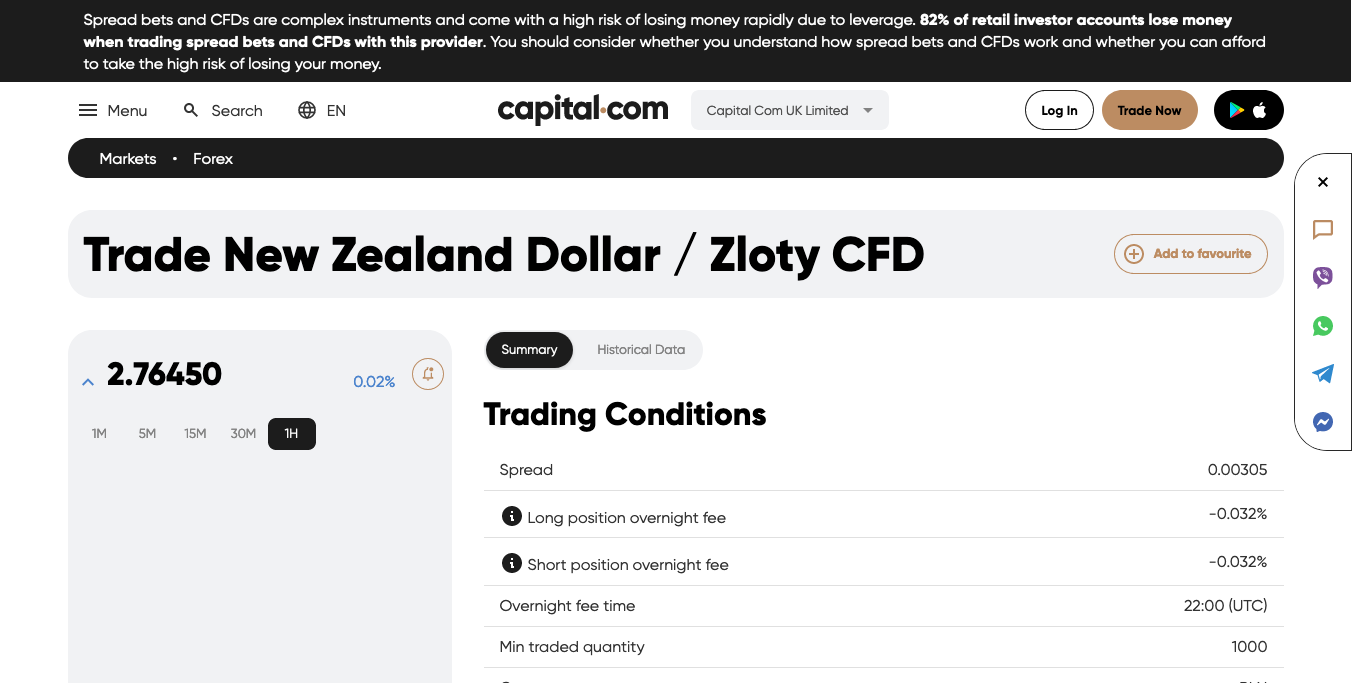 Spread bets and CFDs are complex instruments and come with a high risk of losing money rapidly due to leverage. 82% of retail investor accounts lose money
when trading spread bets and CFDs with this provider. You should consider whether you understand how spread bets and CFDs work and whether you can afford
to take the high risk of losing your money.
Menu
Search
EN
capital.com
Capital Com UK Limited
Log In
Trade Now
Markets • Forex
Trade New Zealand Dollar / Zloty CFD
Add to favourite
2.76450
0.02%
1M 5M 15M 30M 1H
Summary
Historical Data
Trading Conditions
Spread 0.00305
Long position overnight fee -0.032%
Short position overnight fee -0.032%
Overnight fee time 22:00 (UTC)
Min traded quantity 1000